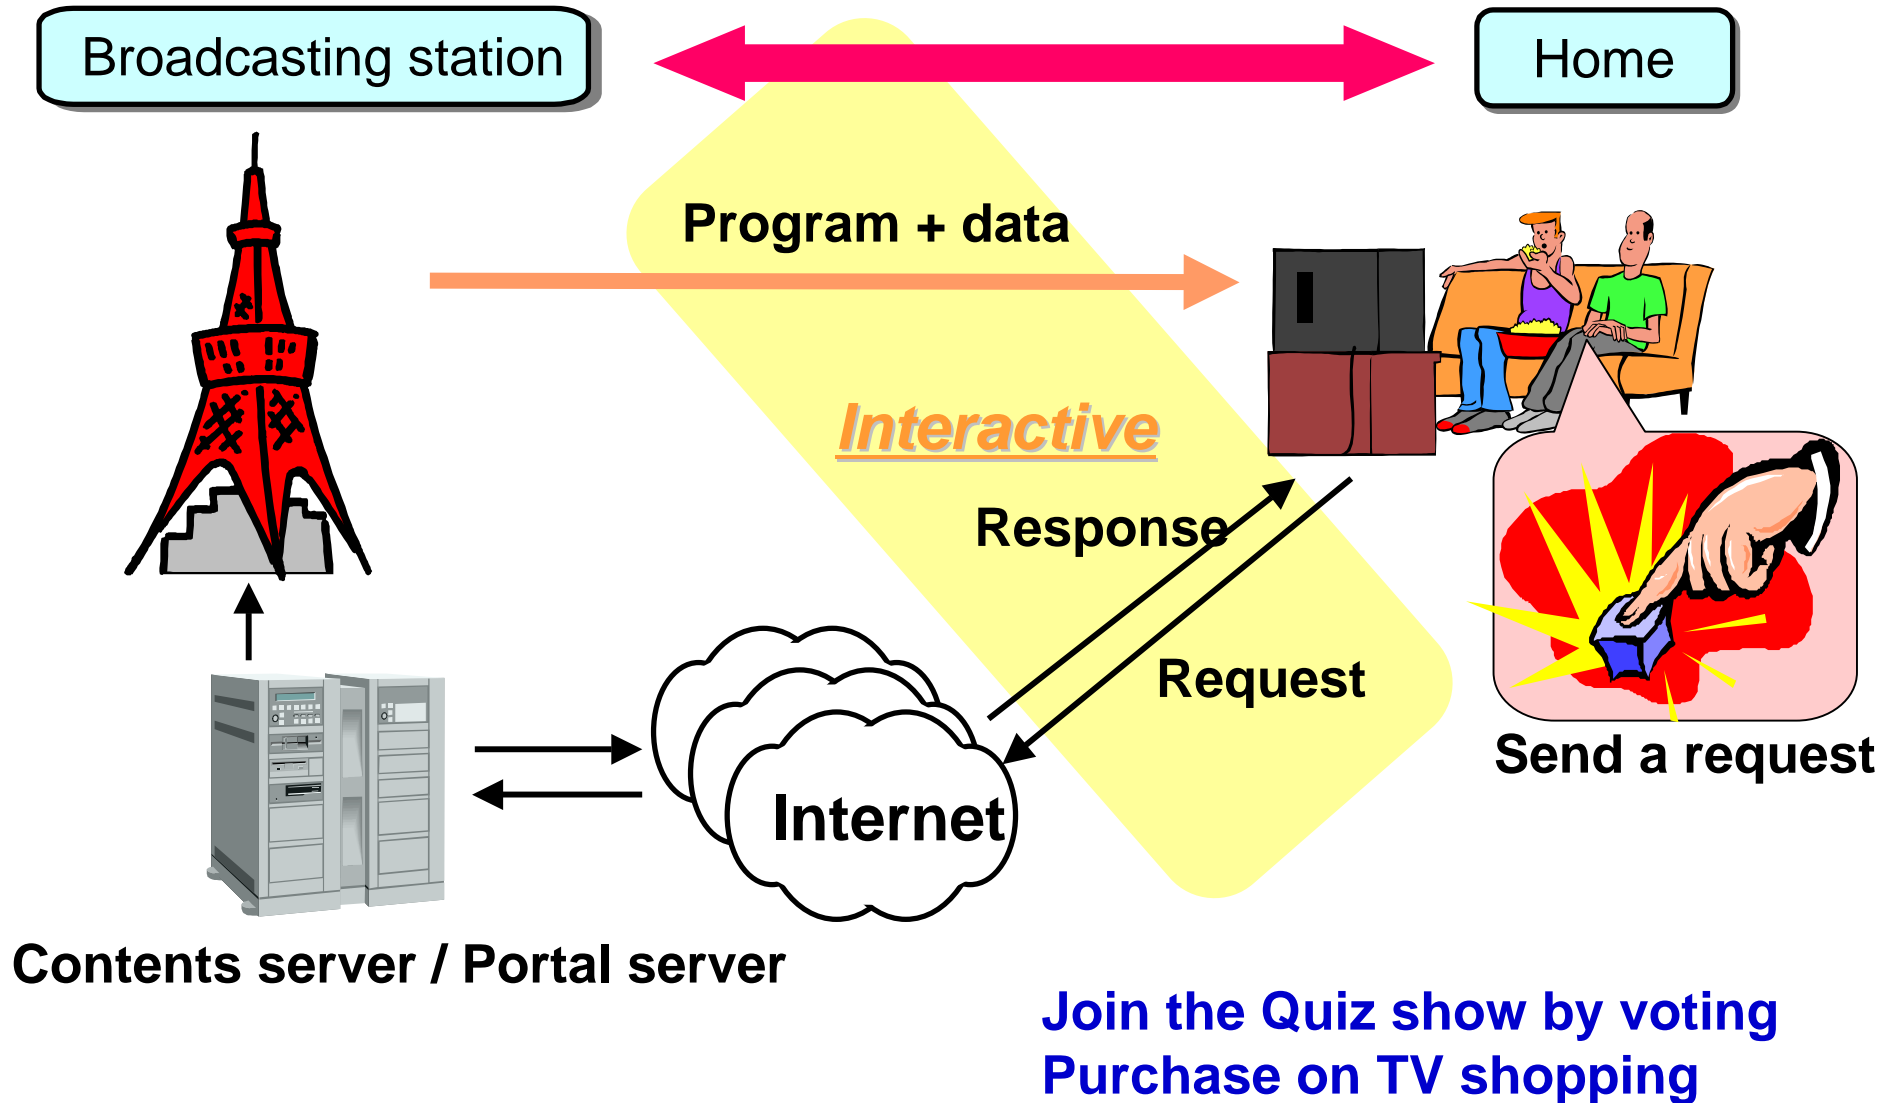 Broadcasting station
Home
Program + data
Interactive
Response
Request
Send a request
Internet
Contents server / Portal server
Join the Quiz show by voting
Purchase on TV shopping